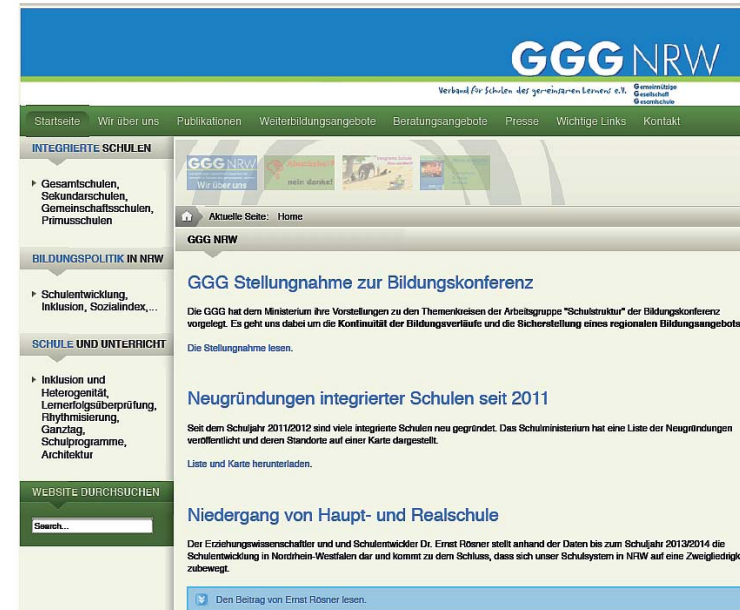 GGG NRW
Verband für Schulen des gemeinsamen Lernens e.V.
Gemeinnützige
Gesellschaft
Gesamtschule
Startseite Wir über uns Publikationen Weiterbildungsangebote Beratungsangebote Presse Wichtige Links Kontakt
INTEGRIERTE SCHULEN
Gesamtschulen,
Sekundarschulen,
Gemeinschaftsschulen,
Primusschulen
BILDUNGSPOLITIK IN NRW
Schulentwicklung,
Inklusion, Sozialindex,...
SCHULE UND UNTERRICHT
Inklusion und
Heterogenität,
Lernerfolgsüberprüfung,
Rhythmisierung,
Ganztag,
Schulprogramme,
Architektur
WEBSITE DURCHSUCHEN
Search...
GGG NRW
Wir über uns
nein danke!
Aktuelle Seite: Home
GGG NRW
GGG Stellungnahme zur Bildungskonferenz
Die GGG hat dem Ministerium ihre Vorstellungen zu den Themenkreisen der Arbeitsgruppe "Schulstruktur" der Bildungskonferenz
vorgelegt. Es geht uns dabei um die Kontinuität der Bildungsverläufe und die Sicherstellung eines regionalen Bildungsangebots
Die Stellungnahme lesen.
Neugründungen integrierter Schulen seit 2011
Seit dem Schuljahr 2011/2012 sind viele integrierte Schulen neu gegründet. Das Schulministerium hat eine Liste der Neugründungen
veröffentlicht und deren Standorte auf einer Karte dargestellt.
Liste und Karte herunterladen.
Niedergang von Haupt- und Realschule
Der Erziehungswissenschaftler und und Schulentwickler Dr. Ernst Rösner stellt anhand der Daten bis zum Schuljahr 2013/2014 die
Schulentwicklung in Nordrhein-Westfalen dar und kommt zu dem Schluss, dass sich unser Schulsystem in NRW auf eine Zweigliedrigk
zubewegt.
Den Beitrag von Ernst Rösner lesen.